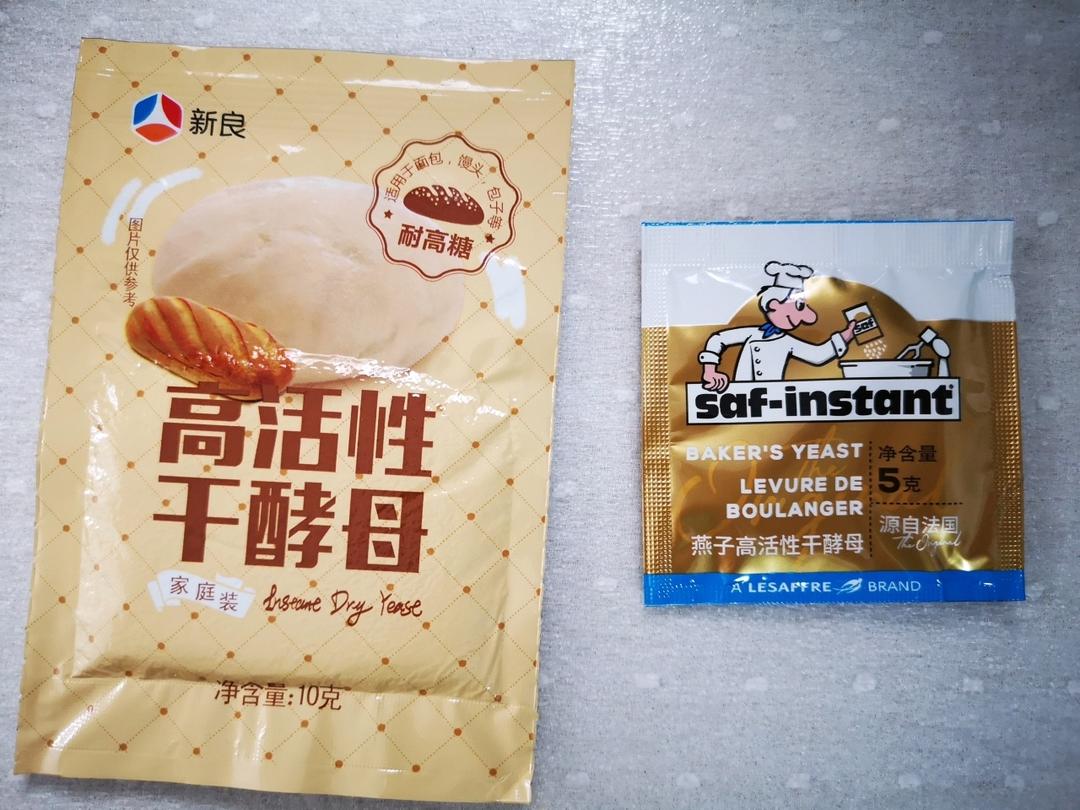 新良
适用于面包，馒头，包子等
耐高糖
图片仅供参考
高活性
干酵母
家庭装
Instane Dry Yease
净含量:10克
saf
saf-instant
BAKER'S YEAST
LEVURE DE
BOULANGER
燕子高活性干酵母
净含量
5克
源自法国
The Original
A LESAFFRE BRAND